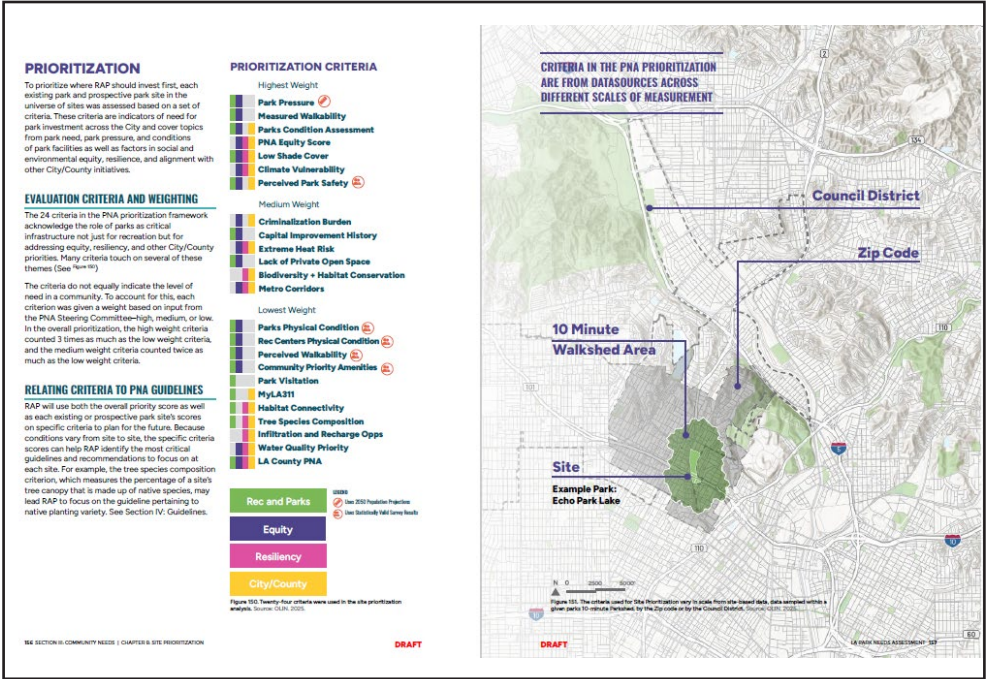 PRIORITIZATION
To prioritize where RAP should invest first, each
existing park and prospective park site in the
universe of sites was assessed based on a set of
criteria. These criteria are indicators of need for
park investment across the City and cover topics
from park need, park pressure, and conditions
of park facilities as well as factors in social and
environmental equity, resilience, and alignment with
other City/County initiatives.
EVALUATION CRITERIA AND WEIGHTING
The 24 criteria in the PNA prioritization framework
acknowledge the role of parks as critical
infrastructure not just for recreation but for
addressing equity, resiliency, and other City/County
priorities. Many criteria touch on several of these
themes (See Figure 150)
The criteria do not equally indicate the level of
need in a community. To account for this, each
criterion was given a weight based on input from
the PNA Steering Committee–high, medium, or low.
In the overall prioritization, the high weight criteria
counted 3 times as much as the low weight criteria,
and the medium weight criteria counted twice as
much as the low weight criteria.
RELATING CRITERIA TO PNA GUIDELINES
RAP will use both the overall priority score as well
as each existing or prospective park site's scores
on specific criteria to plan for the future. Because
conditions vary from site to site, the specific criteria
scores can help RAP identify the most critical
guidelines and recommendations to focus on at
each site. For example, the tree species composition
criterion, which measures the percentage of a site's
tree canopy that is made up of native species, may
lead RAP to focus on the guideline pertaining to
native planting variety. See Section IV: Guidelines.
PRIORITIZATION CRITERIA
Highest Weight
Park Pressure
Measured Walkability
Parks Condition Assessment
PNA Equity Score
Low Shade Cover
Climate Vulnerability
Perceived Park Safety
Medium Weight
Criminalization Burden
Capital Improvement History
Extreme Heat Risk
Lack of Private Open Space
Biodiversity + Habitat Conservation
Metro Corridors
Lowest Weight
Parks Physical Condition
Rec Centers Physical Condition
Perceived Walkability
Community Priority Amenities
Park Visitation
MyLA311
Habitat Connectivity
Tree Species Composition
Infiltration and Recharge Opps
Water Quality Priority
LA County PNA
Rec and Parks
Equity
Resiliency
City/County
LEGEND
Uses 2050 Population Projections
Uses Statistically Valid Survey Results
Figure 150. Twenty-four criteria were used in the site prioritization
analysis. Source: OLIN, 2025.
156 SECTION III: COMMUNITY NEEDS | CHAPTER 8: SITE PRIORITIZATION
DRAFT
CRITERIA IN THE PNA PRIORITIZATION
ARE FROM DATASOURCES ACROSS
DIFFERENT SCALES OF MEASUREMENT
2
134
Council District
Zip Code
110
10 Minute
Walkshed Area
101
5
Site
Example Park:
Echo Park Lake
110
10
N 0 2500 5000'
10
60
Figure 151. The criteria used for Site Prioritization vary in scale from site-based data, data sampled within a
given parks 10-minute Parkshed, by the Zip code or by the Council District. Source: OLIN, 2025.
DRAFT
LA PARK NEEDS ASSESSMENT 157